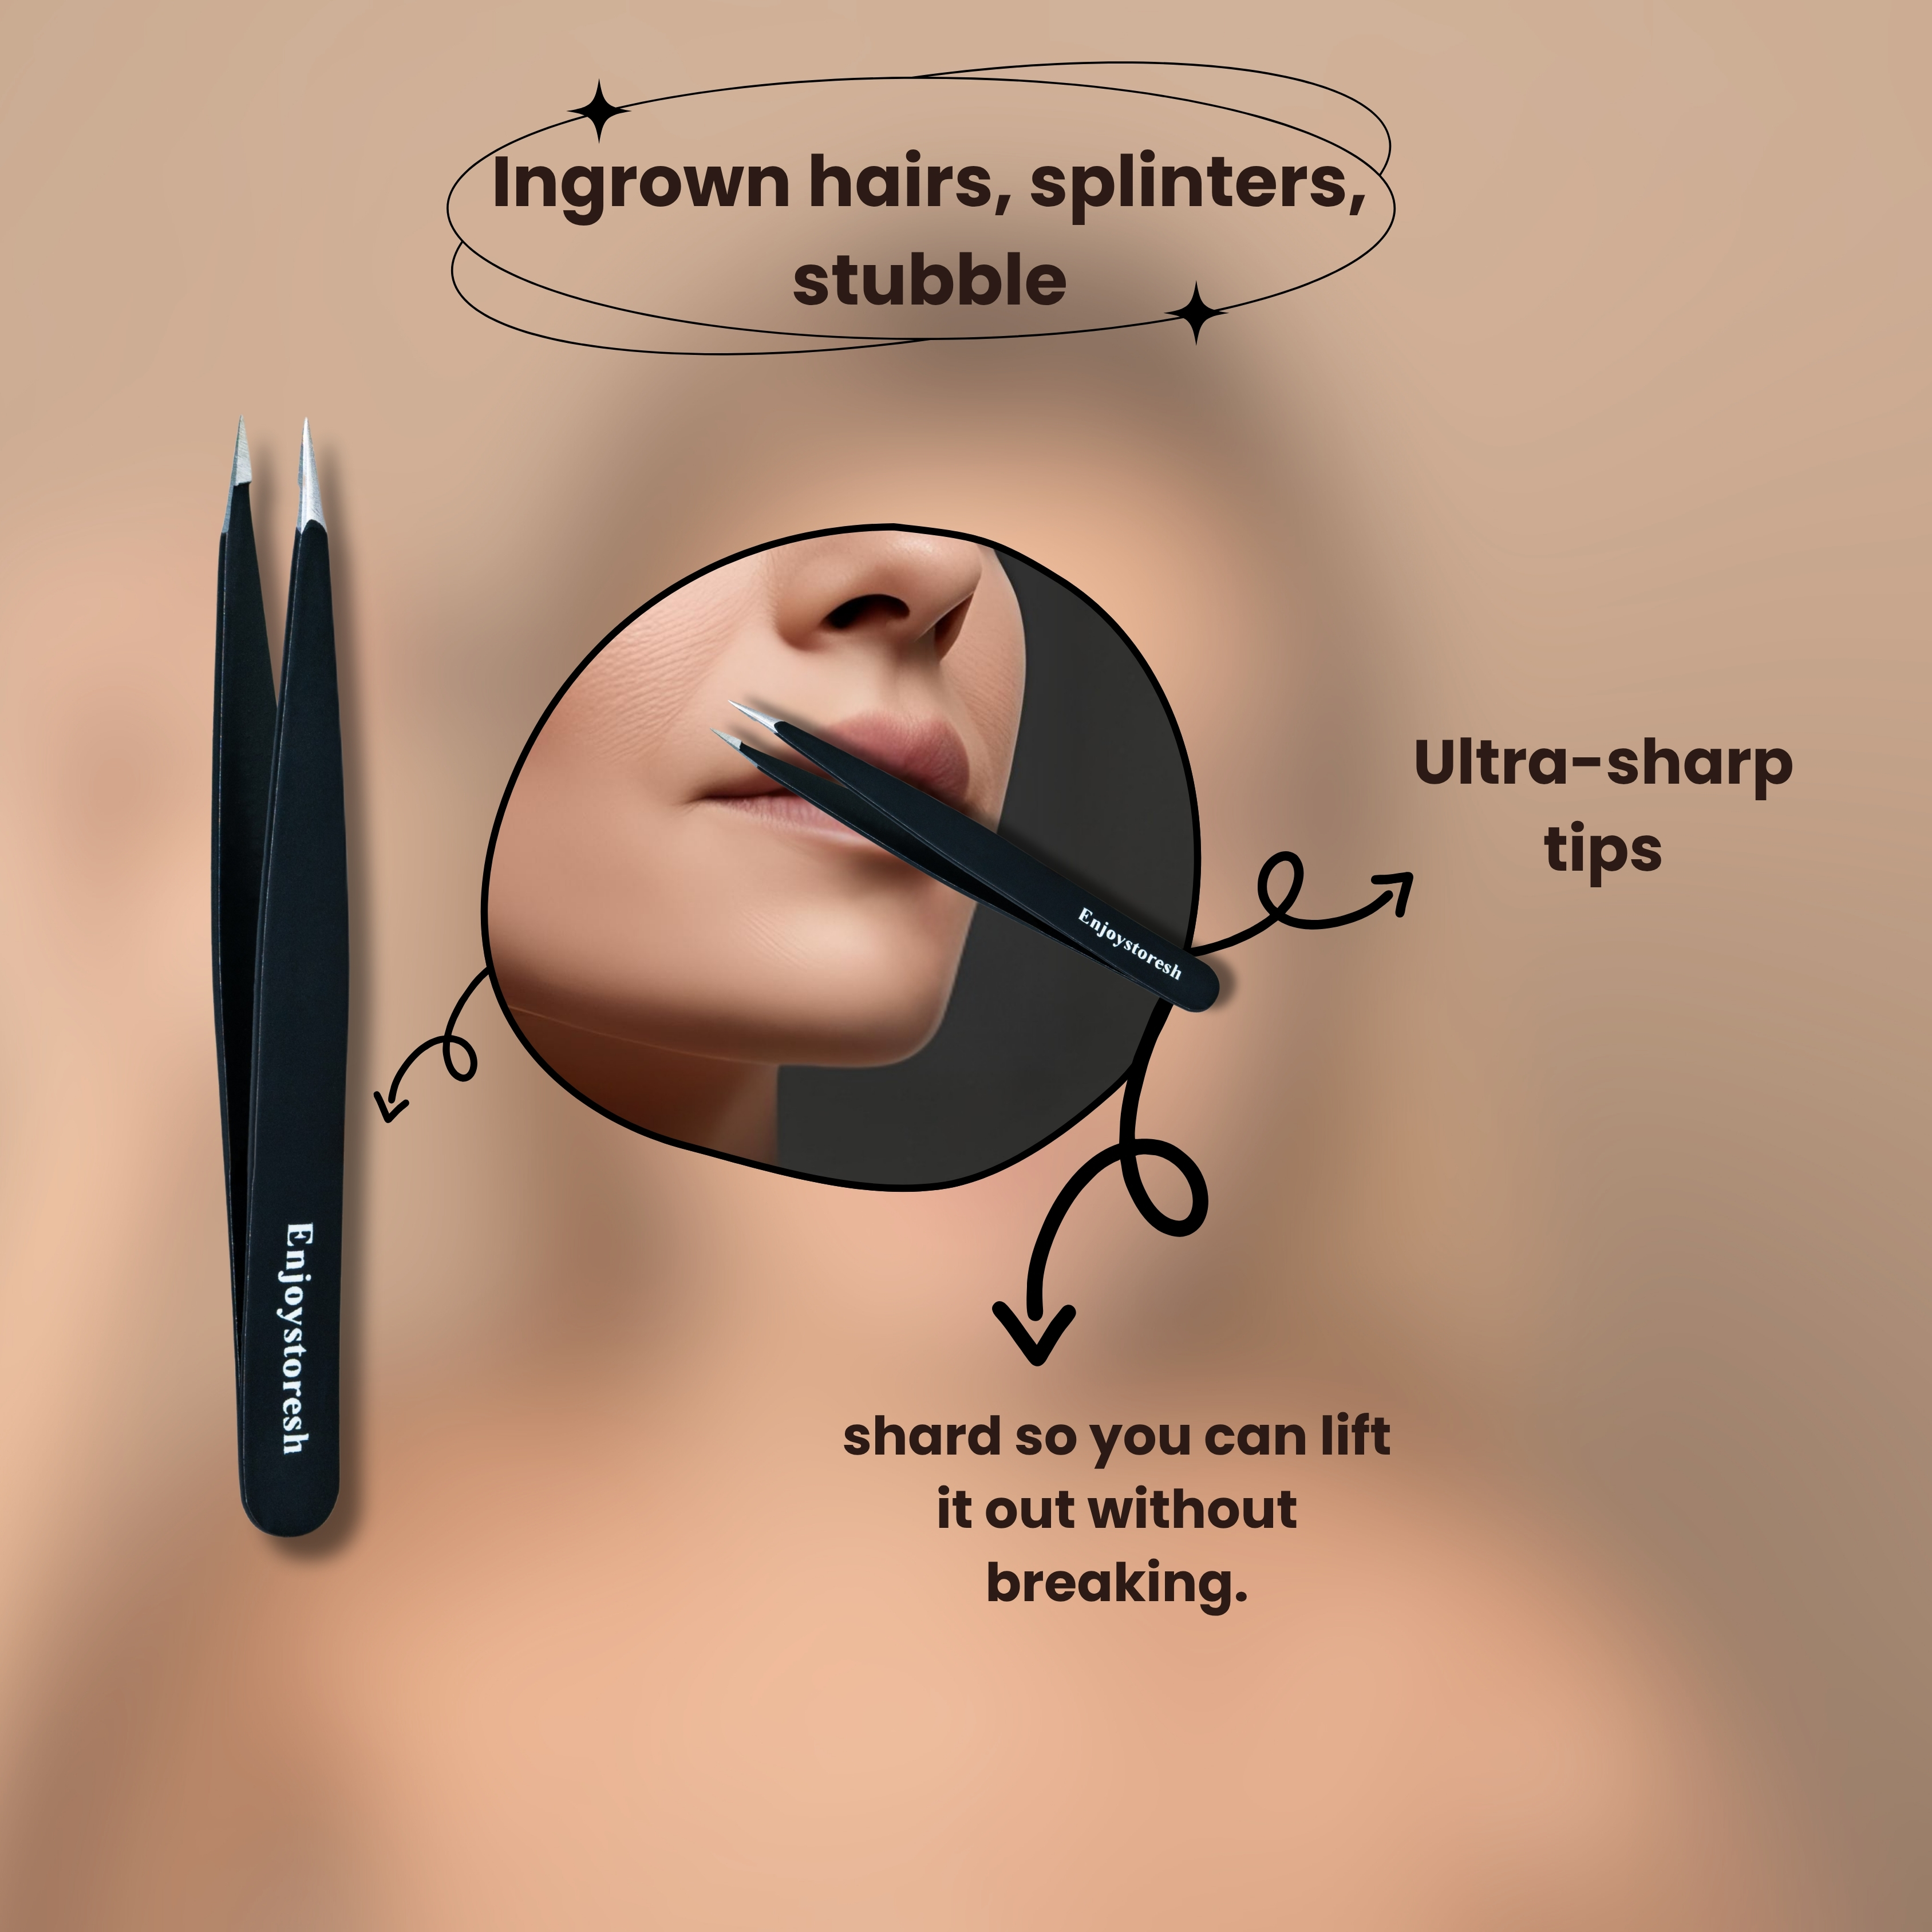 Ingrown hairs, splinters,
stubble
Ultra-sharp
tips
Enjoystoresh
Enjoystoresh
shard so you can lift
it out without
breaking.